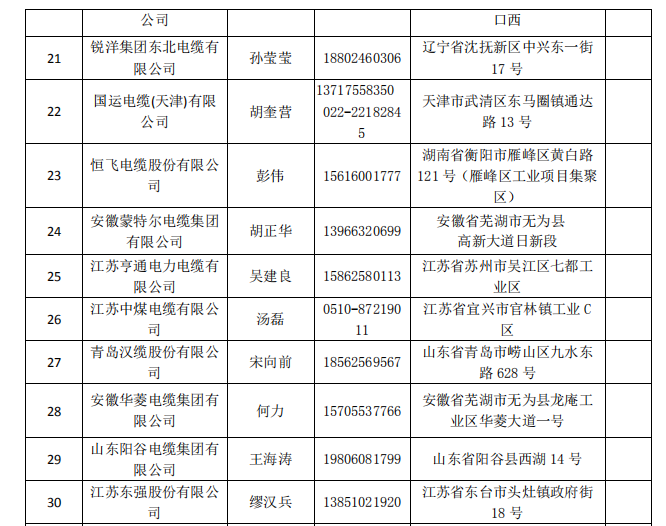 公司
口西
21
锐洋集团东北电缆有
限公司
孙莹莹
18802460306
辽宁省沈抚新区中兴东一街
17 号
22
国运电缆(天津)有限
公司
胡奎营
13717558350
022-2218284
5
天津市武清区东马圈镇通达
路 13 号
23
恒飞电缆股份有限公
司
彭伟
15616001777
湖南省衡阳市雁峰区黄白路
121 号（雁峰区工业项目集聚
区）
24
安徽蒙特尔电缆集团
有限公司
胡正华
13966320699
安徽省芜湖市无为县
高新大道日新段
25
江苏亨通电力电缆有
限公司
吴建良
15862580113
江苏省苏州市吴江区七都工
业区
26
江苏中煤电缆有限公
司
汤磊
0510-872190
11
江苏省宜兴市官林镇工业 C
区
27
青岛汉缆股份有限公
司
宋向前
18562569567
山东省青岛市崂山区九水东
路 628 号
28
安徽华菱电缆集团有
限公司
何力
15705537766
安徽省芜湖市无为县龙庵工
业区华菱大道一号
29
山东阳谷电缆集团有
限公司
王海涛
19806081799
山东省阳谷县西湖 14 号
30
江苏东强股份有限公
司
缪汉兵
13851021920
江苏省东台市头灶镇政府街
18 号